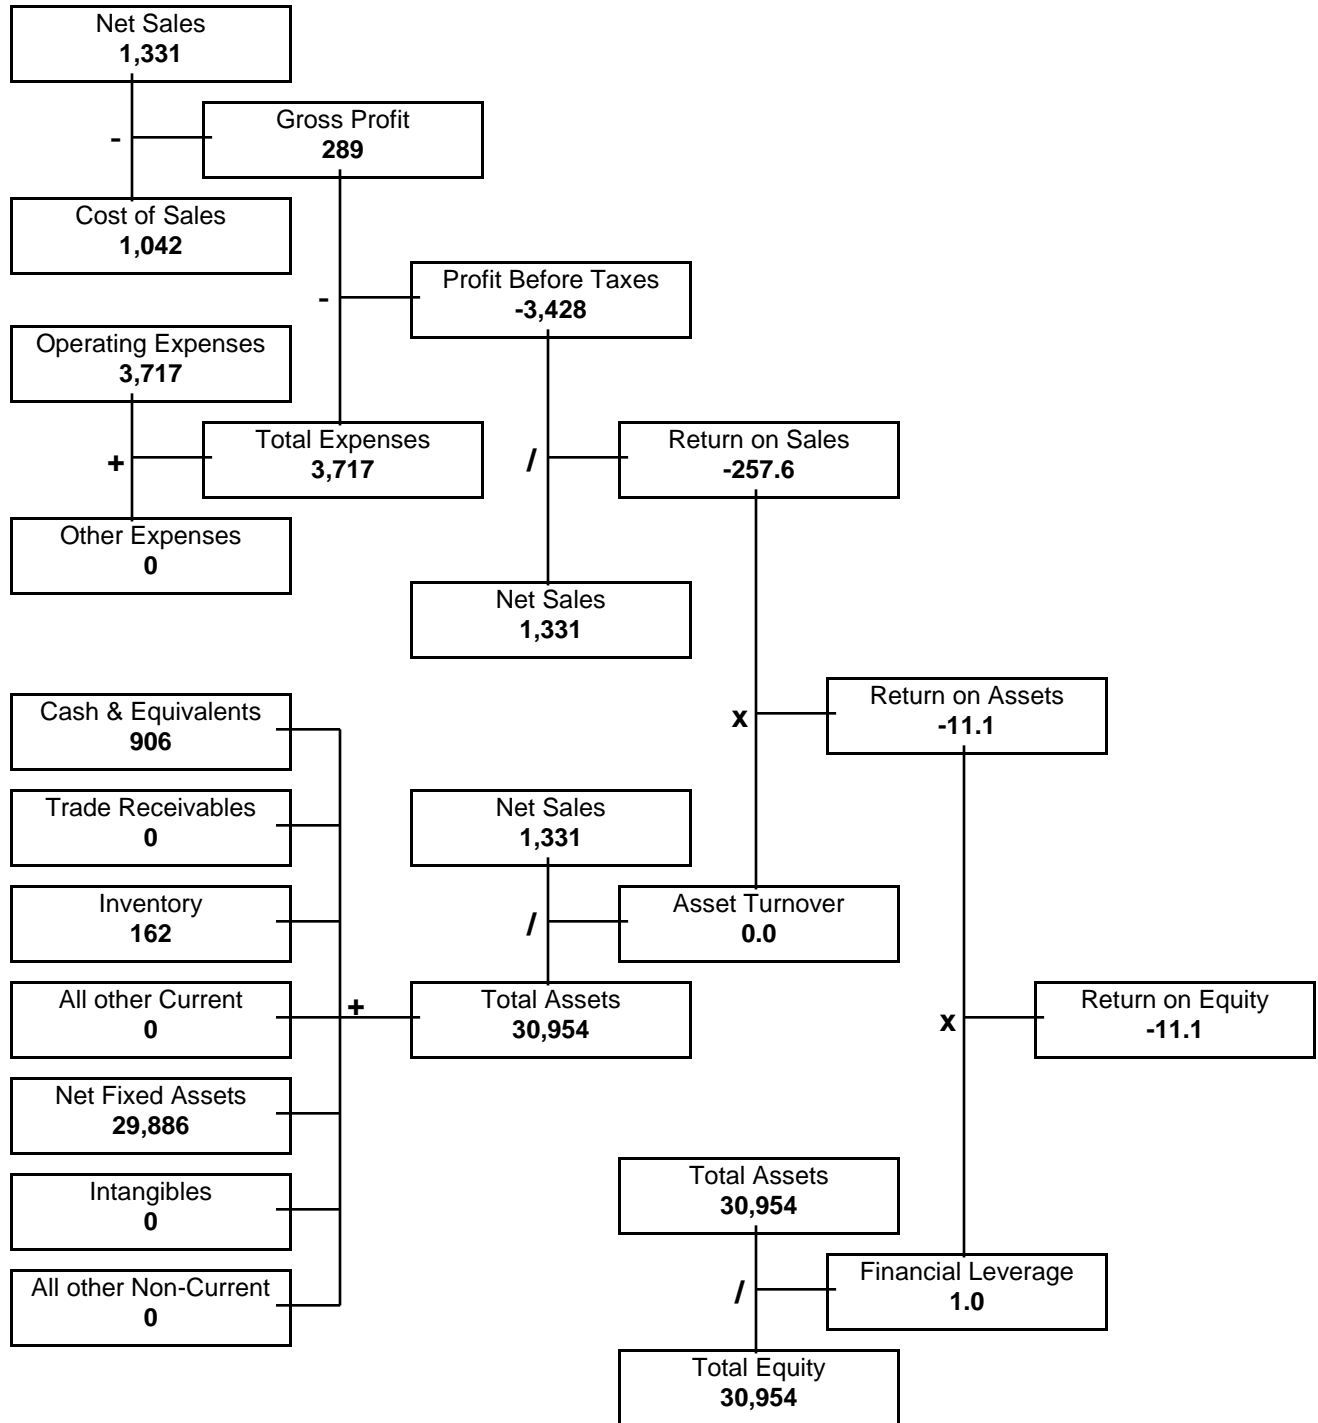 Net Sales
1,331
-
Gross Profit
289
Cost of Sales
1,042
Profit Before Taxes
-3,428
-
Operating Expenses
3,717
Total Expenses
3,717
+
Return on Sales
-257.6
/
Other Expenses
0
Net Sales
1,331
Cash & Equivalents
906
Return on Assets
-11.1
x
Trade Receivables
0
Net Sales
1,331
Inventory
162
/
Asset Turnover
0.0
All other Current
0
+
Total Assets
30,954
x
Return on Equity
-11.1
Net Fixed Assets
29,886
Intangibles
0
Total Assets
30,954
All other Non-Current
0
/
Financial Leverage
1.0
Total Equity
30,954